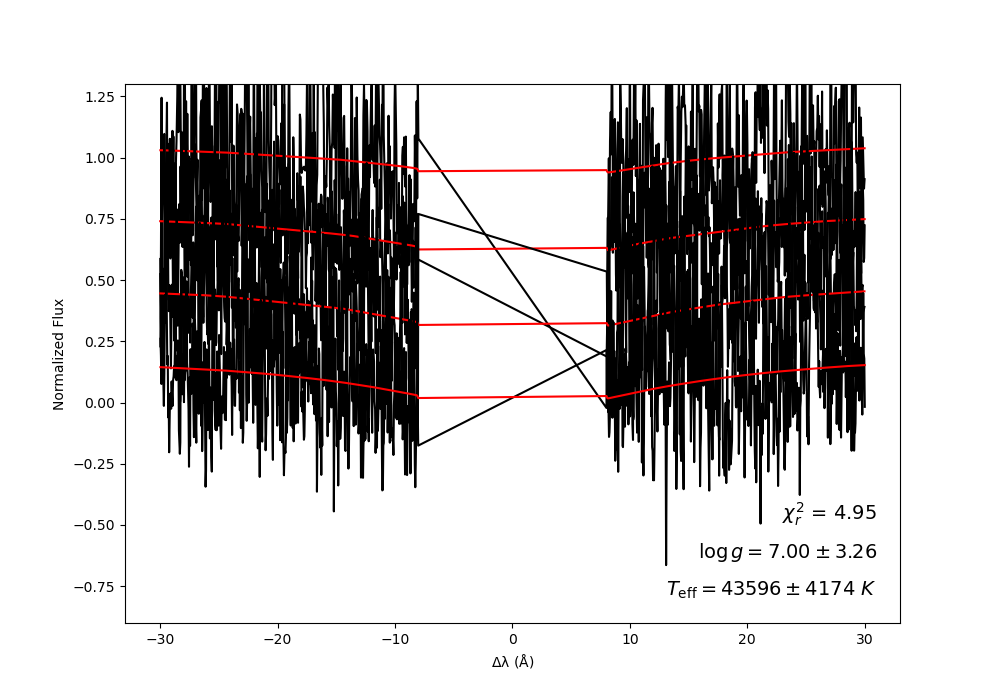 1.25
1.00
0.75
0.50
0.25
0.00
−0.25
−0.50
−0.75
Normalized Flux
χ²ᵣ = 4.95
log g = 7.00 ± 3.26
T_eff = 43596 ± 4174 K
−30 −20 −10 0 10 20 30
Δλ (Å)